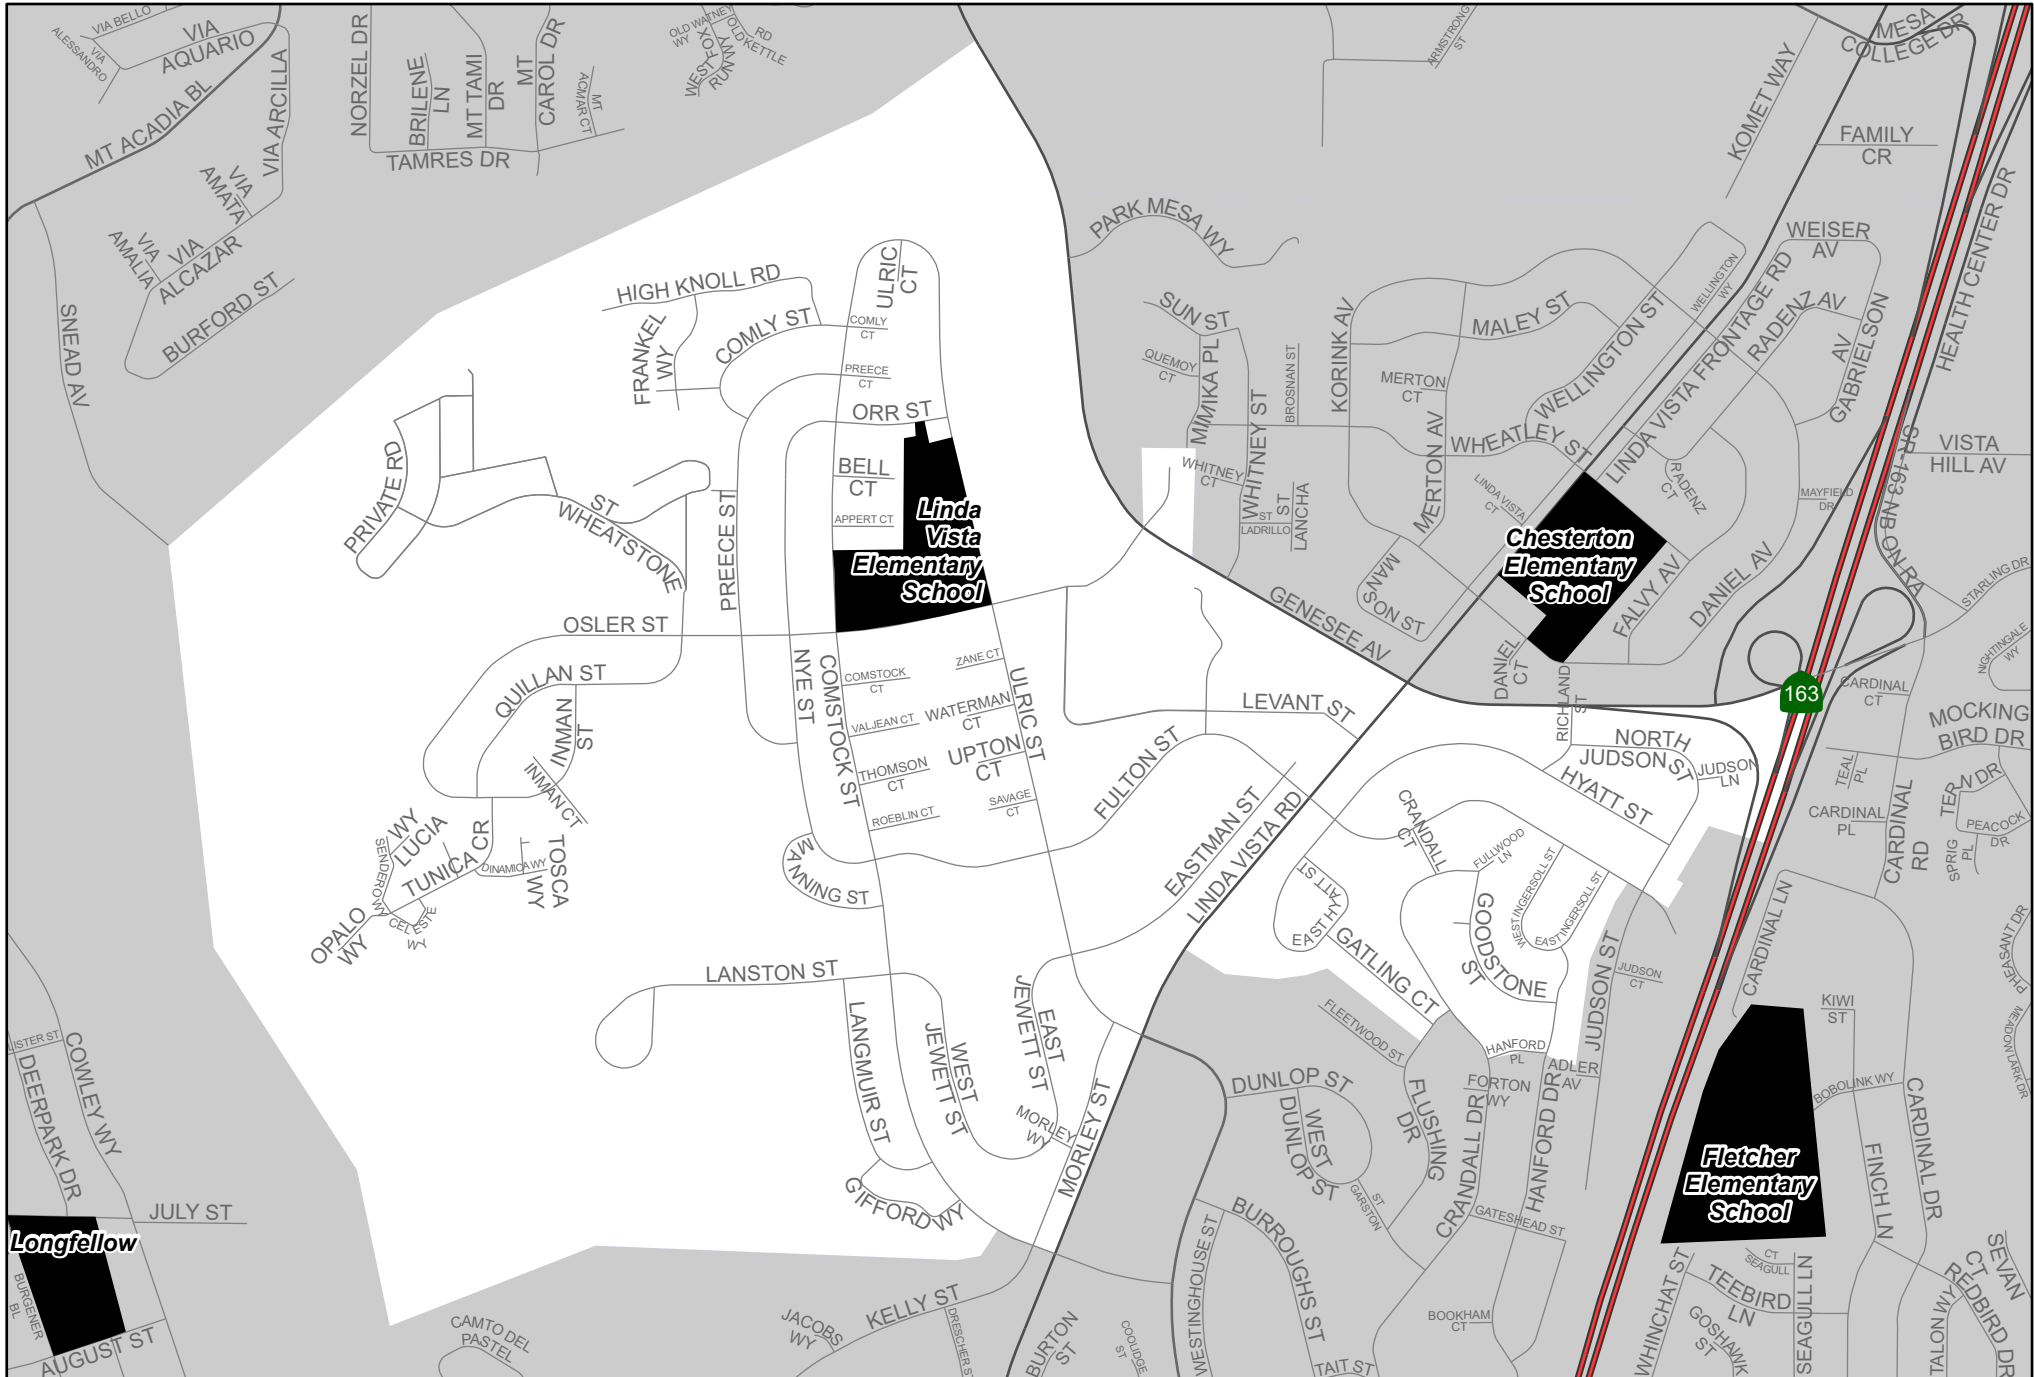 VIA BELLO
VIA
ALESSANDRO
VIA
AQUARIO
MT ACADIA BL
VIA ARCILLA
VIA
AMATA
VIA
AMALIA
VIA
ALCAZAR
BURFORD ST
SNEAD AV
NORZEL DR
BRILENE
LN
MT TAMI
DR
MT
CAROL DR
MT
ACMAR CT
TAMRES DR
OLD WATNEY
WY
OLD KETTLE
RD
WEST FOX
RUN WY
ARMSTRONG
ST
MESA
COLLEGE DR
KOMET WAY
FAMILY
CR
HEALTH CENTER DR
PARK MESA WY
WEISER
AV
HIGH KNOLL RD
ULRIC
CT
FRANKEL
WY
COMLY ST
COMLY
CT
PREECE
CT
ORR ST
BELL
CT
APPERT CT
PREECE ST
PRIVATE RD
WHEATSTONE
ST
Linda
Vista
Elementary
School
SUN ST
QUEMOY
CT
MIMIKA PL
WHITNEY ST
WHITNEY
CT
BROSNAN ST
LADRILLO
ST
LANCHA
ST
KORINK AV
MALEY ST
MERTON
CT
MERTON AV
WHEATLEY ST
WELLINGTON ST
WELLINGTON
WY
LINDA VISTA FRONTAGE RD
RADENZ AV
GABRIELSON
AV
LINDA VISTA
CT
RADENZ
CT
MAYFIELD
DR
SR-163 NB ON RA
VISTA
HILL AV
Chesterton
Elementary
School
MANSON ST
FALVY AV
DANIEL AV
DANIEL
CT
RICHLAND
ST
GENESEE AV
STARLING DR
NIGHTINGALE
WY
163
CARDINAL
CT
MOCKING
BIRD DR
OSLER ST
QUILLAN ST
INMAN
ST
INMAN CT
NYE ST
COMSTOCK ST
COMSTOCK
CT
ZANE CT
VALJEAN CT
WATERMAN
CT
ULRIC ST
THOMSON
CT
UPTON
CT
ROEBLIN CT
SAVAGE
CT
FULTON ST
LEVANT ST
NORTH
JUDSON ST
JUDSON
LN
HYATT ST
TEAL
PL
CARDINAL
PL
CARDINAL
RD
TERN DR
PEACOCK
DR
SPRIG
PL
EASTMAN ST
LINDA VISTA RD
CRANDALL
CT
FULLWOOD
LN
WEST INGERSOLL ST
EAST INGERSOLL ST
GOODSTONE
ST
EAST HYATT ST
GATLING CT
LUCIA
WY
SENDERO WY
TUNICA CR
DINAMICA WY
TOSCA
WY
OPALO
WY
CELESTE
WY
MANNING ST
LANSTON ST
LANGMUIR ST
WEST
JEWETT ST
EAST
JEWETT ST
MORLEY
WY
MORLEY ST
GIFFORD WY
FLEETWOOD ST
FLUSHING
DR
HANFORD
PL
ADLER
AV
FORTON
WY
JUDSON ST
JUDSON
CT
CRANDALL DR
HANFORD DR
GATESHEAD ST
DUNLOP ST
WEST
DUNLOP ST
GARSTON
ST
BURROUGHS ST
WESTINGHOUSE ST
BOOKHAM
CT
TAIT ST
CARDINAL LN
KIWI
ST
PHEASANT DR
MEADOW LARK DR
BOBOLINK WY
CARDINAL DR
FINCH LN
Fletcher
Elementary
School
SEAGULL
CT
SEAGULL LN
TEEBIRD
LN
WHINCHAT ST
GOSHAWK
ST
TALON WY
REDBIRD DR
SEVAN
CT
LISTER ST
DEERPARK DR
COWLEY WY
JULY ST
Longfellow
BURGENER
BL
AUGUST ST
CAMTO DEL
PASTEL
JACOBS
WY
KELLY ST
DRESCHER ST
BURTON
ST
COOLIDGE
ST